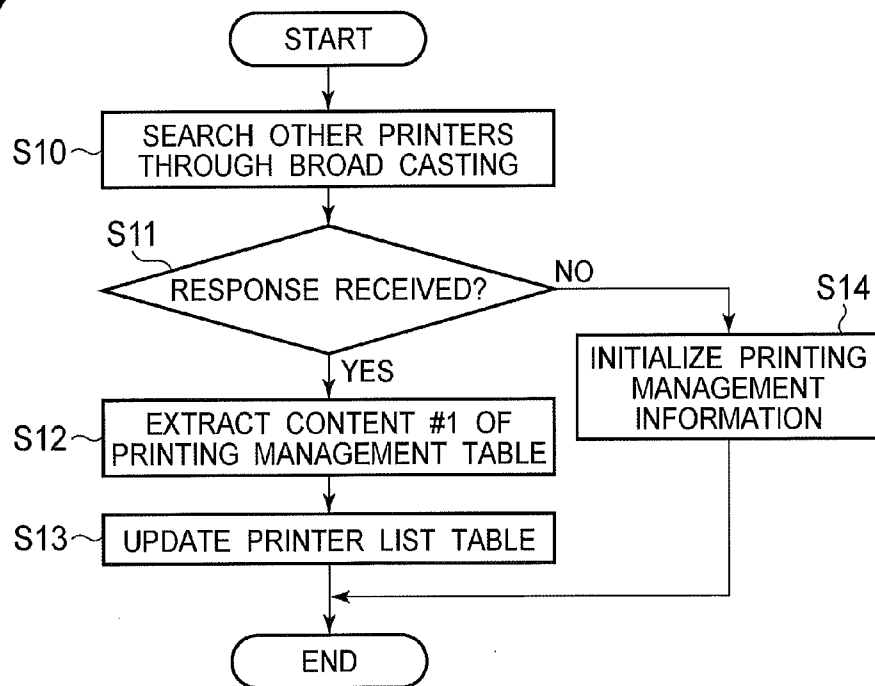 START
S10
SEARCH OTHER PRINTERS
THROUGH BROAD CASTING
S11
RESPONSE RECEIVED?
NO
YES
S14
INITIALIZE PRINTING
MANAGEMENT
INFORMATION
S12
EXTRACT CONTENT #1 OF
PRINTING MANAGEMENT TABLE
S13
UPDATE PRINTER LIST TABLE
END